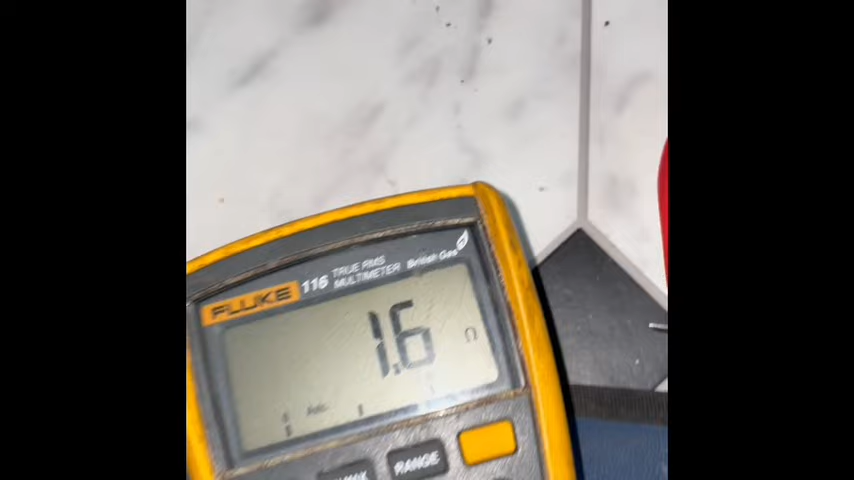 FLUKE 116 TRUE RMS
MULTIMETER British Gas
1.6 Ω
RANGE